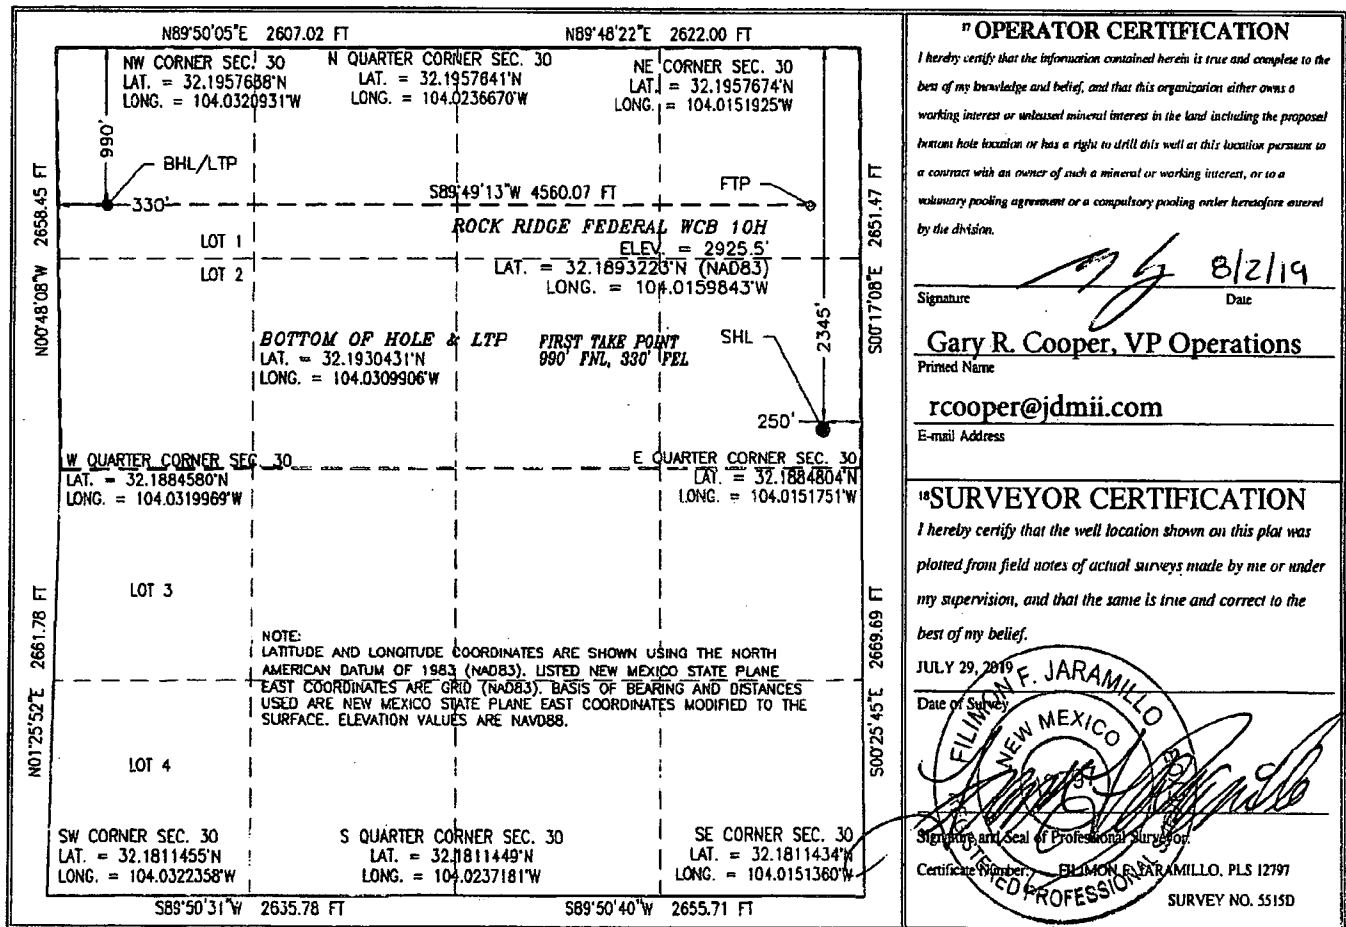 N89°50'05"E 2607.02 FT
N89°48'22"E 2622.00 FT
NW CORNER SEC. 30
LAT. = 32.1957688'N
LONG. = 104.0320931'W
N QUARTER CORNER SEC. 30
LAT. = 32.1957641'N
LONG. = 104.0236670'W
NE CORNER SEC. 30
LAT. = 32.1957674'N
LONG. = 104.0151925'W
990'
BHL/LTP
330'
S89°49'13"W 4560.07 FT
FTP
N00°48'08"W 2658.45 FT
S00°17'08"E 2651.47 FT
LOT 1
LOT 2
ROCK RIDGE FEDERAL WCB 10H
ELEV. = 2925.5'
LAT. = 32.1893223'N (NAD83)
LONG. = 104.0159843'W
BOTTOM OF HOLE & LTP
LAT. = 32.1930431'N
LONG. = 104.0309906'W
FIRST TAKE POINT
990' FNL, 330' FEL
SHL
2345'
250'
W QUARTER CORNER SEC. 30
LAT. = 32.1884580'N
LONG. = 104.0319969'W
E QUARTER CORNER SEC. 30
LAT. = 32.1884804'N
LONG. = 104.0151751'W
LOT 3
N01°25'52"E 2661.78 FT
S00°25'45"E 2669.69 FT
NOTE:
LATITUDE AND LONGITUDE COORDINATES ARE SHOWN USING THE NORTH
AMERICAN DATUM OF 1983 (NAD83). LISTED NEW MEXICO STATE PLANE
EAST COORDINATES ARE GRID (NAD83). BASIS OF BEARING AND DISTANCES
USED ARE NEW MEXICO STATE PLANE EAST COORDINATES MODIFIED TO THE
SURFACE. ELEVATION VALUES ARE NAVD88.
LOT 4
SW CORNER SEC. 30
LAT. = 32.1811455'N
LONG. = 104.0322358'W
S QUARTER CORNER SEC. 30
LAT. = 32.1811449'N
LONG. = 104.0237181'W
SE CORNER SEC. 30
LAT. = 32.1811434'N
LONG. = 104.0151360'W
S89°50'31"W 2635.78 FT
S89°50'40"W 2655.71 FT
17 OPERATOR CERTIFICATION
I hereby certify that the information contained herein is true and complete to the
best of my knowledge and belief, and that this organization either owns a
working interest or unleased mineral interest in the land including the proposed
bottom hole location or has a right to drill this well at this location pursuant to
a contract with an owner of such a mineral or working interest, or to a
voluntary pooling agreement or a compulsory pooling order heretofore entered
by the division.
8/2/19
Signature Date
Gary R. Cooper, VP Operations
Printed Name
rcooper@jdmii.com
E-mail Address
18 SURVEYOR CERTIFICATION
I hereby certify that the well location shown on this plat was
plotted from field notes of actual surveys made by me or under
my supervision, and that the same is true and correct to the
best of my belief.
JULY 29, 2019
Date of Survey
FILIMON F. JARAMILLO
NEW MEXICO
PROFESSIONAL
Signature and Seal of Professional Surveyor:
Certificate Number: FILIMON F. JARAMILLO, PLS 12797
SURVEY NO. 5515D